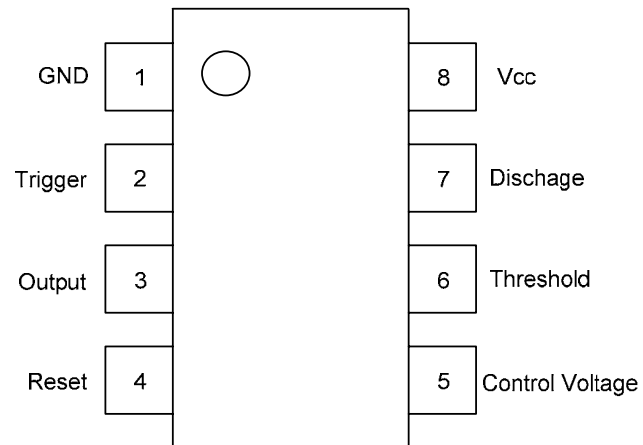 GND 1 8 Vcc
Trigger 2 7 Dischage
Output 3 6 Threshold
Reset 4 5 Control Voltage